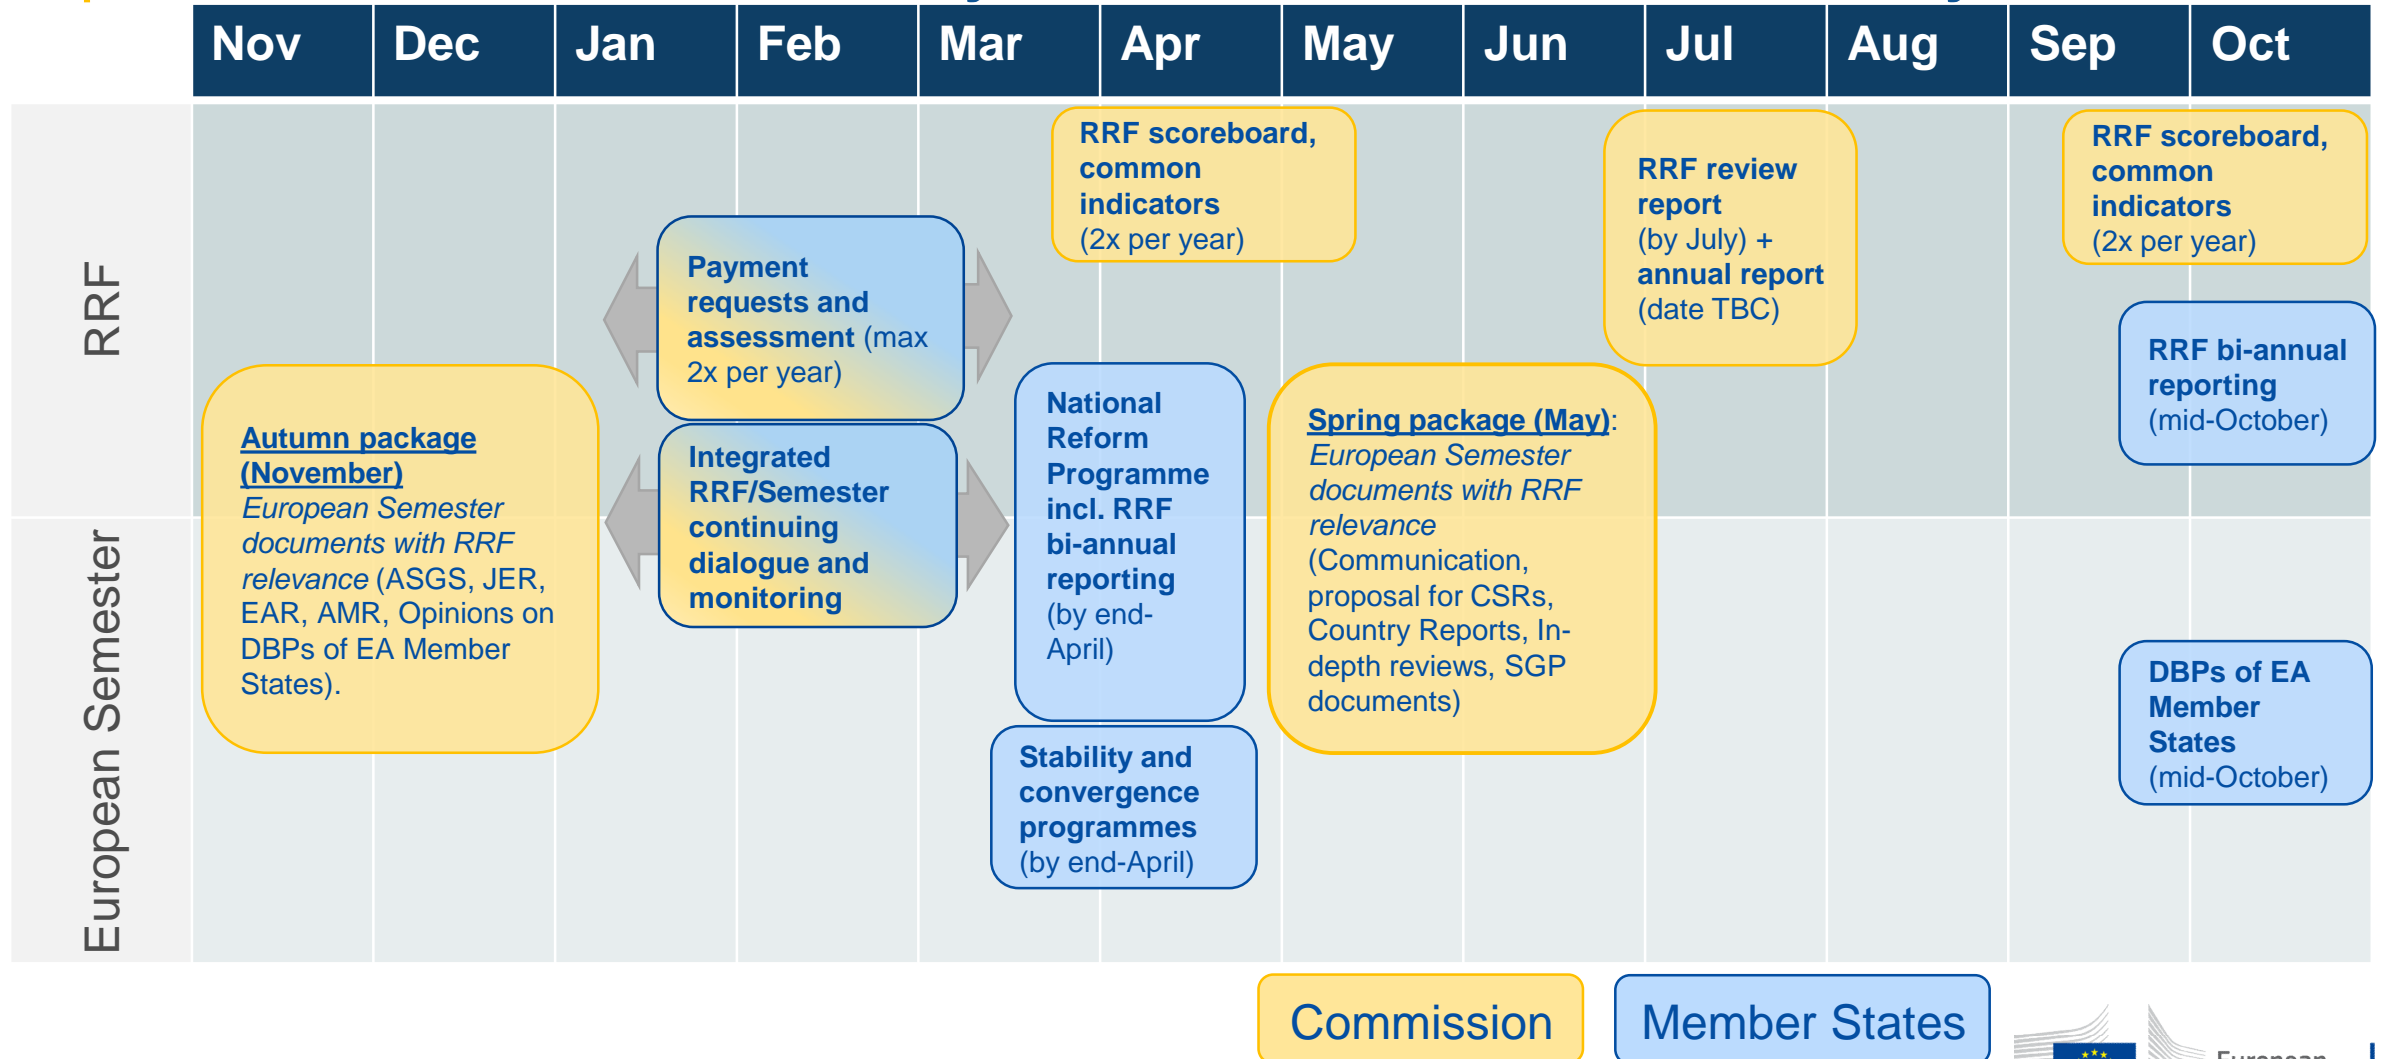 Nov Dec Jan Feb Mar Apr May Jun Jul Aug Sep Oct
RRF
European Semester
Autumn package
(November)
European Semester
documents with RRF
relevance (ASGS, JER,
EAR, AMR, Opinions on
DBPs of EA Member
States).
Payment
requests and
assessment (max
2x per year)
Integrated
RRF/Semester
continuing
dialogue and
monitoring
RRF scoreboard,
common
indicators
(2x per year)
National
Reform
Programme
incl. RRF
bi-annual
reporting
(by end-
April)
Stability and
convergence
programmes
(by end-April)
Spring package (May):
European Semester
documents with RRF
relevance
(Communication,
proposal for CSRs,
Country Reports, In-
depth reviews, SGP
documents)
RRF review
report
(by July) +
annual report
(date TBC)
RRF scoreboard,
common
indicators
(2x per year)
RRF bi-annual
reporting
(mid-October)
DBPs of EA
Member
States
(mid-October)
Commission
Member States
European